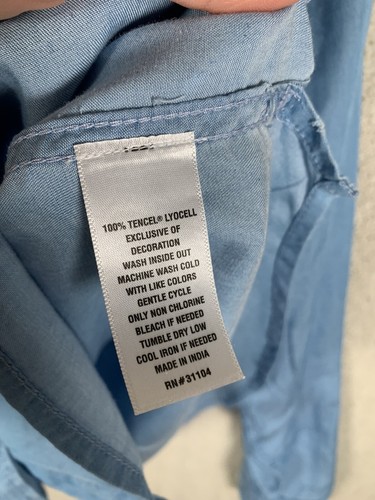 100% TENCEL® LYOCELL
EXCLUSIVE OF
DECORATION
WASH INSIDE OUT
MACHINE WASH COLD
WITH LIKE COLORS
GENTLE CYCLE
ONLY NON CHLORINE
BLEACH IF NEEDED
TUMBLE DRY LOW
COOL IRON IF NEEDED
MADE IN INDIA
RN#31104